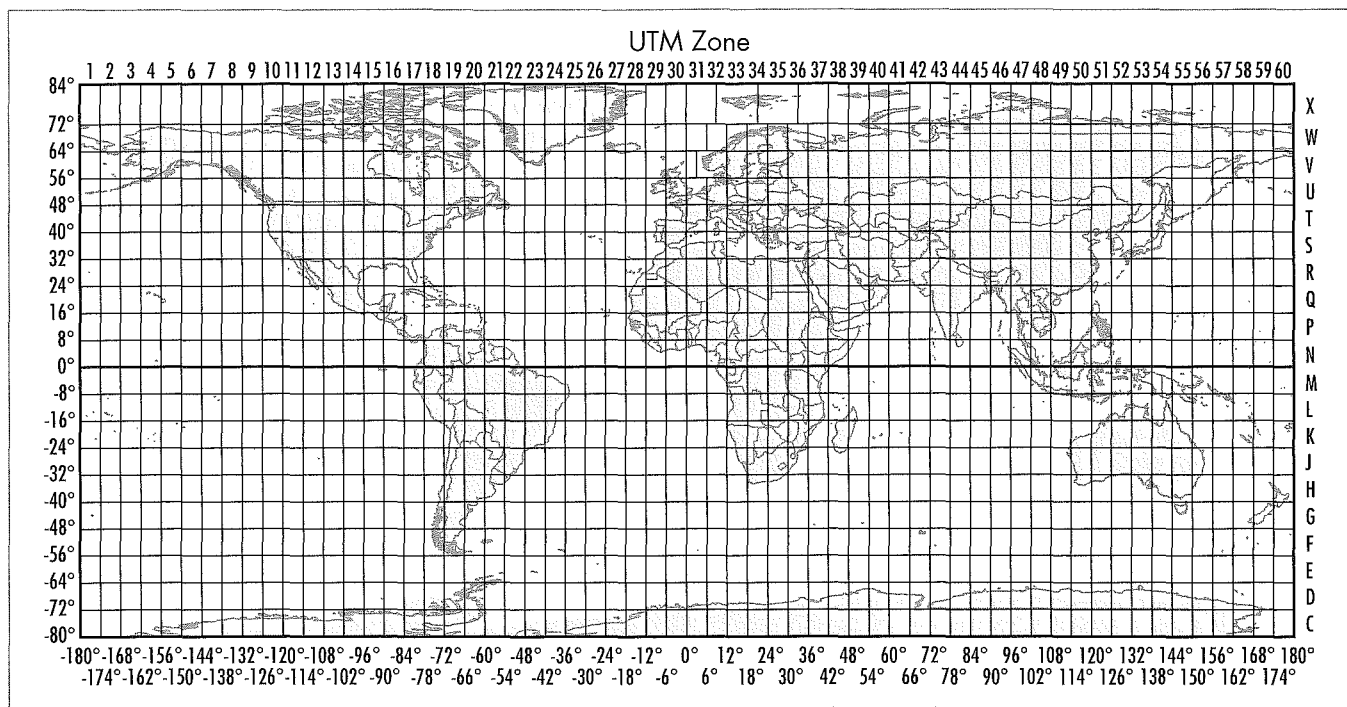 UTM Zone
1 2 3 4 5 6 7 8 9 10 11 12 13 14 15 16 17 18 19 20 21 22 23 24 25 26 27 28 29 30 31 32 33 34 35 36 37 38 39 40 41 42 43 44 45 46 47 48 49 50 51 52 53 54 55 56 57 58 59 60
84°
X
72°
W
64°
V
56°
U
48°
T
40°
S
32°
R
24°
Q
16°
P
8°
N
0°
M
-8°
L
-16°
K
-24°
J
-32°
H
-40°
G
-48°
F
-56°
E
-64°
D
-72°
C
-80°
-180° -168° -156° -144° -132° -120° -108° -96° -84° -72° -60° -48° -36° -24° -12° 0° 12° 24° 36° 48° 60° 72° 84° 96° 108° 120° 132° 144° 156° 168° 180°
-174° -162° -150° -138° -126° -114° -102° -90° -78° -66° -54° -42° -30° -18° -6° 6° 18° 30° 42° 54° 66° 78° 90° 102° 114° 126° 138° 150° 162° 174°